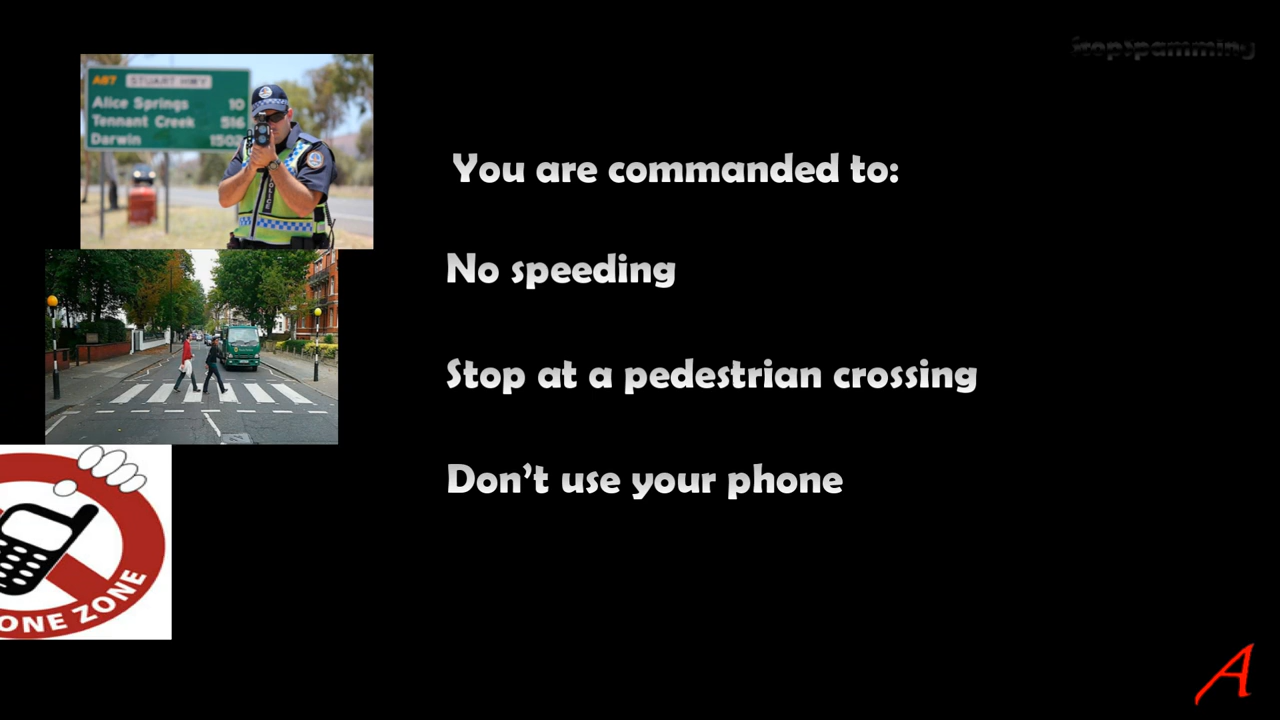 stopspamming
A87 STUART HWY
Alice Springs 10
Tennant Creek 516
Darwin 1502
POLICE
You are commanded to:
No speeding
Stop at a pedestrian crossing
Don't use your phone
ONE ZONE
A